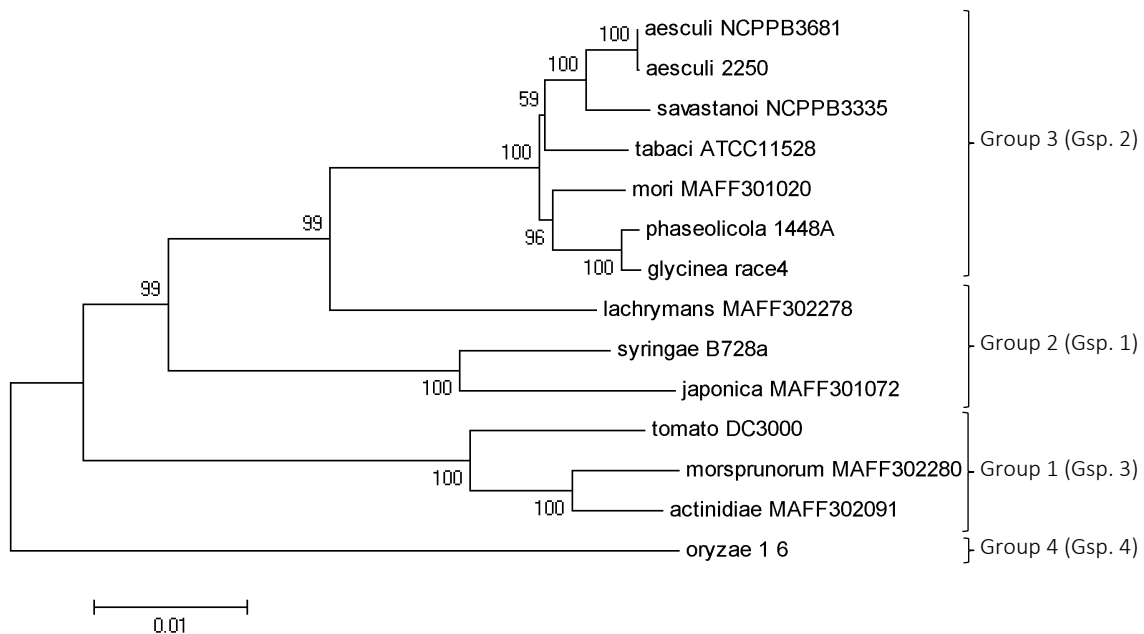 aesculi NCPPB3681
100
aesculi 2250
100
59
savastanoi NCPPB3335
Group 3 (Gsp. 2)
tabaci ATCC11528
100
mori MAFF301020
99
phaseolicola 1448A
96
glycinea race4
100
99
lachrymans MAFF302278
Group 2 (Gsp. 1)
syringae B728a
100
japonica MAFF301072
tomato DC3000
morsprunorum MAFF302280
Group 1 (Gsp. 3)
100
actinidiae MAFF302091
100
oryzae 1 6
Group 4 (Gsp. 4)
0.01